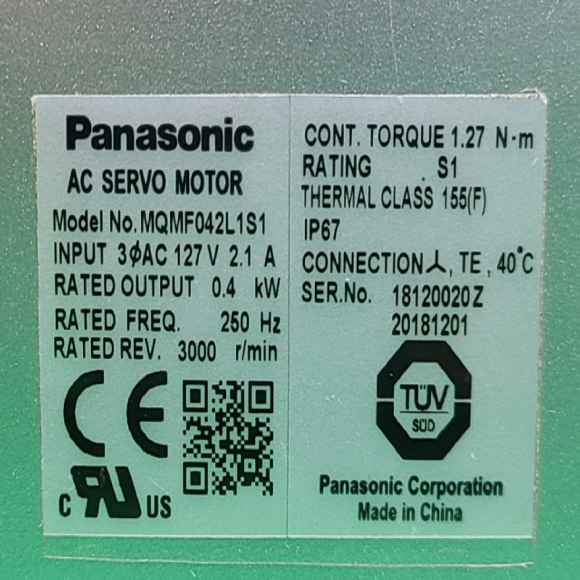 Panasonic
AC SERVO MOTOR
Model No. MQMF042L1S1
INPUT 3ϕAC 127 V 2.1 A
RATED OUTPUT 0.4 kW
RATED FREQ. 250 Hz
RATED REV. 3000 r/min
CE
C RU US
CONT. TORQUE 1.27 N·m
RATING S1
THERMAL CLASS 155(F)
IP67
CONNECTION⅄, TE , 40°C
SER.No. 18120020Z
20181201
TÜV
SÜD
Panasonic Corporation
Made in China